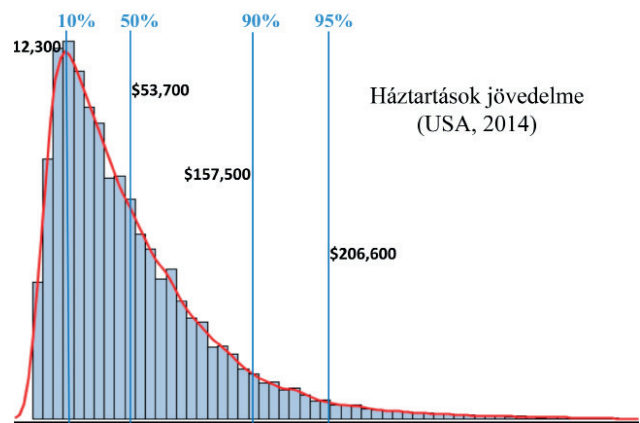 10% 50% 90% 95%
12,300
$53,700
Háztartások jövedelme
(USA, 2014)
$157,500
$206,600